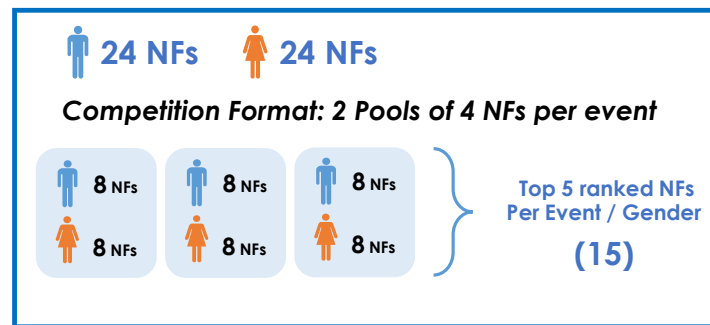 24 NFs 24 NFs
Competition Format: 2 Pools of 4 NFs per event
8 NFs 8 NFs 8 NFs
8 NFs 8 NFs 8 NFs
Top 5 ranked NFs
Per Event / Gender
(15)